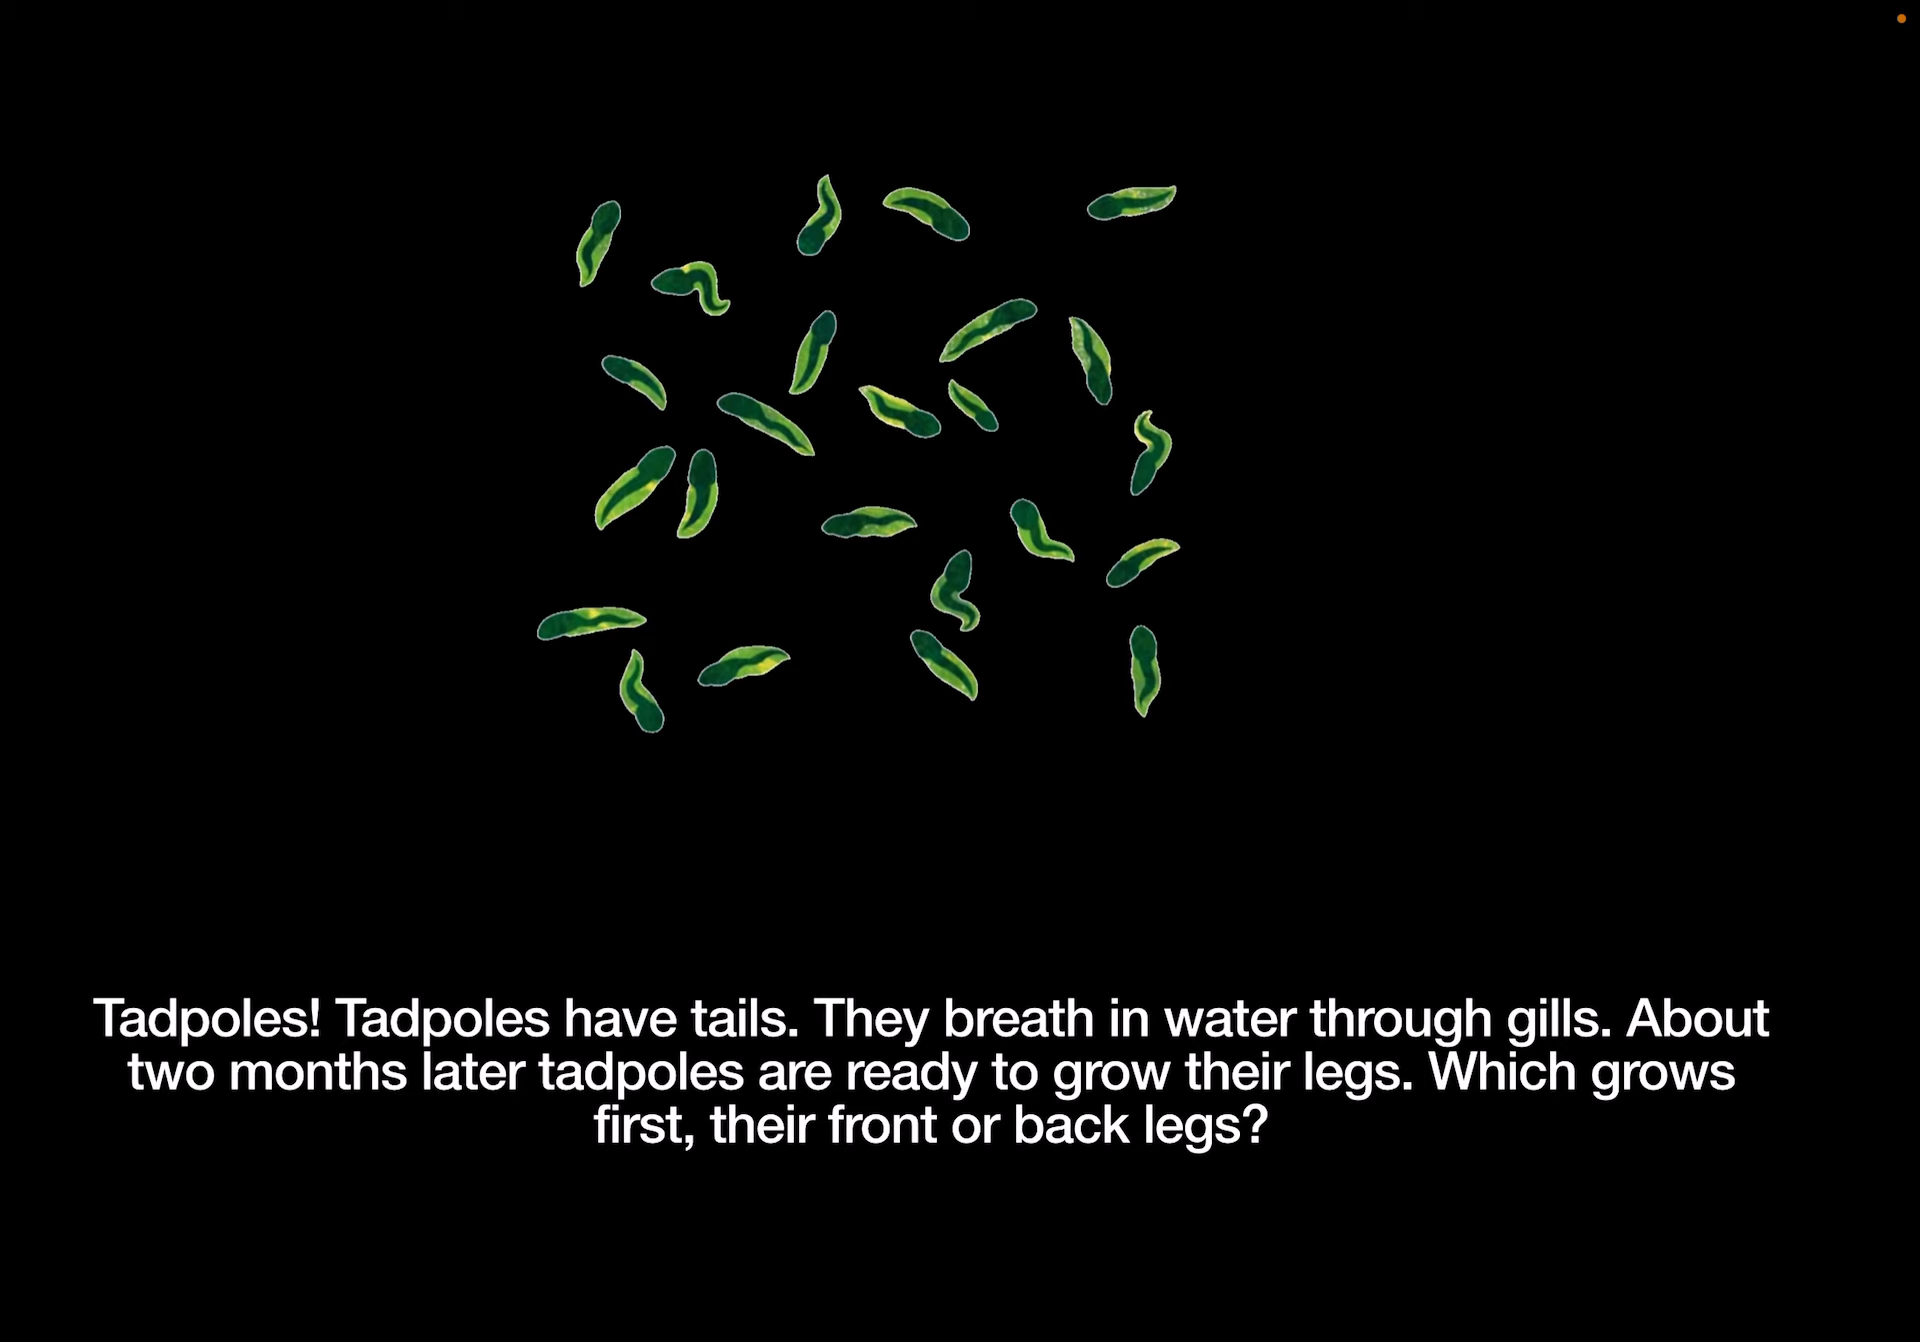 Tadpoles! Tadpoles have tails. They breath in water through gills. About
two months later tadpoles are ready to grow their legs. Which grows
first, their front or back legs?